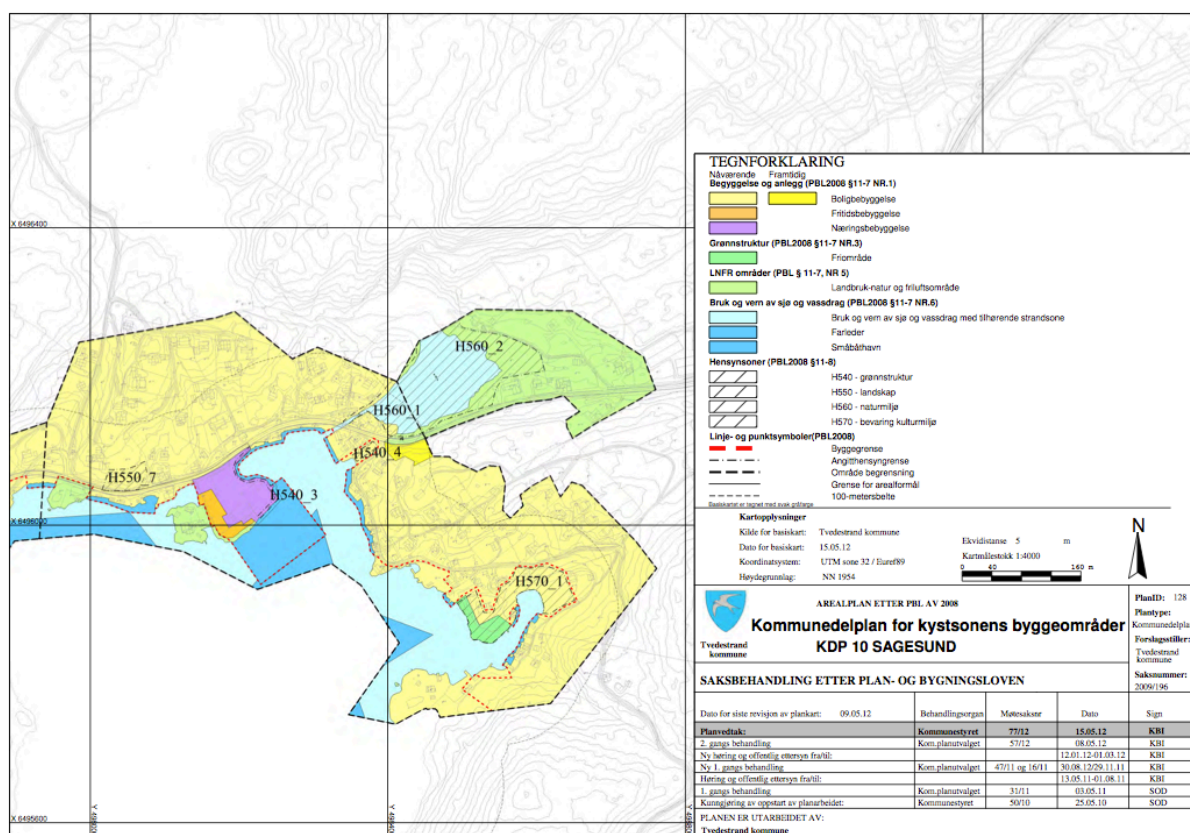 X 6496400
H560_2
H560_1
H540_4
H550_7
H540_3
X 6496000
H570_1
X 6495600
TEGNFORKLARING
Nåværende Framtidig
Begyggelse og anlegg (PBL2008 §11-7 NR.1)
Boligbebyggelse
Fritidsbebyggelse
Næringsbebyggelse
Grønnstruktur (PBL2008 §11-7 NR.3)
Friområde
LNFR områder (PBL § 11-7, NR 5)
Landbruk-natur og friluftsområde
Bruk og vern av sjø og vassdrag (PBL2008 §11-7 NR.6)
Bruk og vern av sjø og vassdrag med tilhørende strandsone
Farleder
Småbåthavn
Hensynsoner (PBL2008 §11-8)
H540 - grønnstruktur
H550 - landskap
H560 - naturmiljø
H570 - bevaring kulturmiljø
Linje- og punktsymboler(PBL2008)
Byggegrense
Angitthensyngrense
Område begrensning
Grense for arealformål
100-metersbelte
Basiskartet er tegnet med svak gråfarge
Kartopplysninger
Kilde for basiskart: Tvedestrand kommune
Dato for basiskart: 15.05.12
Koordinatsystem: UTM sone 32 / Euref89
Høydegrunnlag: NN 1954
Ekvidistanse 5 m
Kartmålestokk 1:4000
0 40 160 m
N
Tvedestrand
kommune
AREALPLAN ETTER PBL AV 2008
Kommunedelplan for kystsonens byggeområder
KDP 10 SAGESUND
PlanID: 128
Plantype:
Kommunedelpla
Forslagsstiller:
Tvedestrand
kommune
Saksnummer:
2009/196
SAKSBEHANDLING ETTER PLAN- OG BYGNINGSLOVEN
Dato for siste revisjon av plankart: 09.05.12 Behandlingsorgan Møtesaksnr Dato Sign
Planvedtak: Kommunestyret 77/12 15.05.12 KBI
2. gangs behandling Kom.planutvalget 57/12 08.05.12 KBI
Ny høring og offentlig ettersyn fra/til: 12.01.12-01.03.12 KBI
Ny 1. gangs behandling Kom.planutvalget 47/11 og 16/11 30.08.12/29.11.11 KBI
Høring og offentlig ettersyn fra/til: 13.05.11-01.08.11 KBI
1. gangs behandling Kom.planutvalget 31/11 03.05.11 SOD
Kunngjøring av oppstart av planarbeidet: Kommunestyret 50/10 25.05.10 SOD
PLANEN ER UTARBEIDET AV:
Tvedestrand kommune